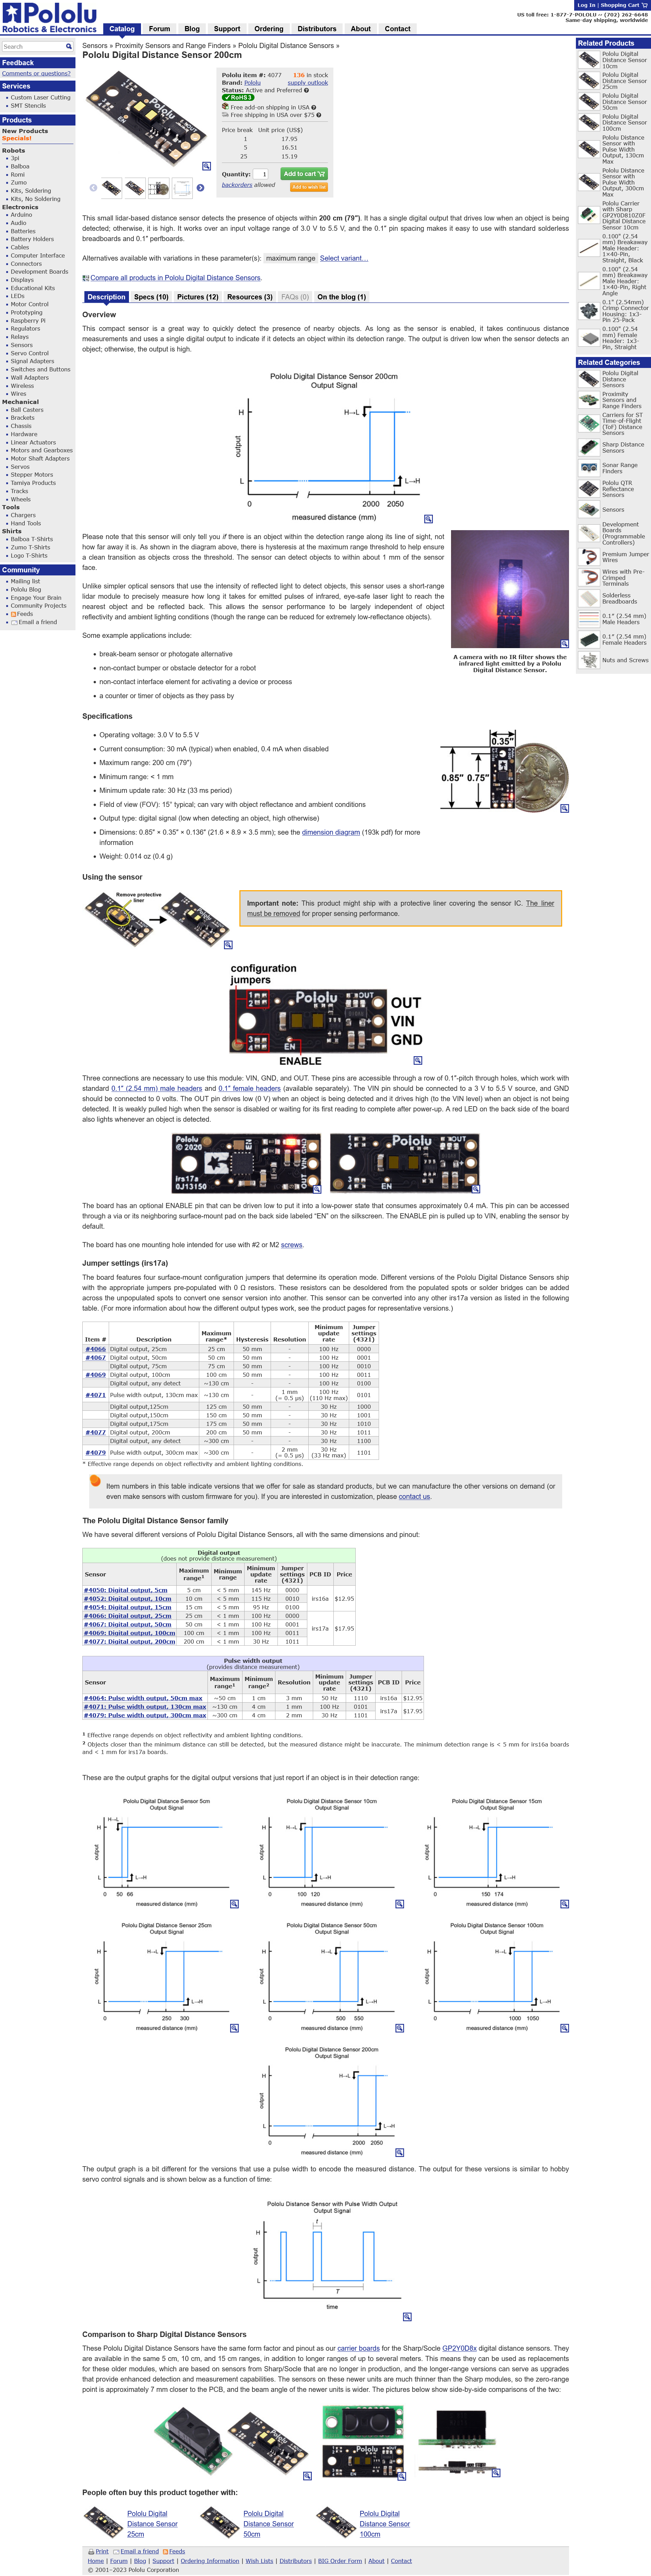 Pololu
Robotics & Electronics
Log In | Shopping Cart
US toll free: 1-877-7-POLOLU ~ (702) 262-6648
Same-day shipping, worldwide
Catalog Forum Blog Support Ordering Distributors About Contact
Search
Feedback
Comments or questions?
Services
Custom Laser Cutting
SMT Stencils
Products
New Products
Specials!
Robots
3pi
Balboa
Romi
Zumo
Kits, Soldering
Kits, No Soldering
Electronics
Arduino
Audio
Batteries
Battery Holders
Cables
Computer Interface
Connectors
Development Boards
Displays
Educational Kits
LEDs
Motor Control
Prototyping
Raspberry Pi
Regulators
Relays
Sensors
Servo Control
Signal Adapters
Switches and Buttons
Wall Adapters
Wireless
Wires
Mechanical
Ball Casters
Brackets
Chassis
Hardware
Linear Actuators
Motors and Gearboxes
Motor Shaft Adapters
Servos
Stepper Motors
Tamiya Products
Tracks
Wheels
Tools
Chargers
Hand Tools
Shirts
Balboa T-Shirts
Zumo T-Shirts
Logo T-Shirts
Community
Mailing list
Pololu Blog
Engage Your Brain
Community Projects
Feeds
Email a friend
Sensors » Proximity Sensors and Range Finders » Pololu Digital Distance Sensors »
Pololu Digital Distance Sensor 200cm
Pololu item #: 4077 136 in stock
Brand: Pololu supply outlook
Status: Active and Preferred
RoHS3
Free add-on shipping in USA
Free shipping in USA over $75
Price break Unit price (US$)
1 17.95
5 16.51
25 15.19
Quantity: 1 Add to cart
backorders allowed Add to wish list
This small lidar-based distance sensor detects the presence of objects within 200 cm (79″). It has a single digital output that drives low when an object is being
detected; otherwise, it is high. It works over an input voltage range of 3.0 V to 5.5 V, and the 0.1″ pin spacing makes it easy to use with standard solderless
breadboards and 0.1″ perfboards.
Alternatives available with variations in these parameter(s): maximum range Select variant…
Compare all products in Pololu Digital Distance Sensors.
Description Specs (10) Pictures (12) Resources (3) FAQs (0) On the blog (1)
Overview
This compact sensor is a great way to quickly detect the presence of nearby objects. As long as the sensor is enabled, it takes continuous distance
measurements and uses a single digital output to indicate if it detects an object within its detection range. The output is driven low when the sensor detects an
object; otherwise, the output is high.
Pololu Digital Distance Sensor 200cm
Output Signal
H
H→L
output
L
L→H
0 2000 2050
measured distance (mm)
Please note that this sensor will only tell you if there is an object within the detection range along its line of sight, not
how far away it is. As shown in the diagram above, there is hysteresis at the maximum range threshold to help ensure
a clean transition as objects cross the threshold. The sensor can detect objects to within about 1 mm of the sensor
face.
Unlike simpler optical sensors that use the intensity of reflected light to detect objects, this sensor uses a short-range
lidar module to precisely measure how long it takes for emitted pulses of infrared, eye-safe laser light to reach the
nearest object and be reflected back. This allows the sensor performance to be largely independent of object
reflectivity and ambient lighting conditions (though the range can be reduced for extremely low-reflectance objects).
A camera with no IR filter shows the
infrared light emitted by a Pololu
Digital Distance Sensor.
Some example applications include:
break-beam sensor or photogate alternative
non-contact bumper or obstacle detector for a robot
non-contact interface element for activating a device or process
a counter or timer of objects as they pass by
Specifications
Operating voltage: 3.0 V to 5.5 V
Current consumption: 30 mA (typical) when enabled, 0.4 mA when disabled
Maximum range: 200 cm (79″)
Minimum range: < 1 mm
Minimum update rate: 30 Hz (33 ms period)
Field of view (FOV): 15° typical; can vary with object reflectance and ambient conditions
Output type: digital signal (low when detecting an object, high otherwise)
Dimensions: 0.85″ × 0.35″ × 0.136″ (21.6 × 8.9 × 3.5 mm); see the dimension diagram (193k pdf) for more
information
Weight: 0.014 oz (0.4 g)
0.35″
0.85″ 0.75″
Using the sensor
Remove protective
liner
Important note: This product might ship with a protective liner covering the sensor IC. The liner
must be removed for proper sensing performance.
configuration
jumpers
Pololu
OUT
VIN
GND
ENABLE
Three connections are necessary to use this module: VIN, GND, and OUT. These pins are accessible through a row of 0.1″-pitch through holes, which work with
standard 0.1″ (2.54 mm) male headers and 0.1″ female headers (available separately). The VIN pin should be connected to a 3 V to 5.5 V source, and GND
should be connected to 0 volts. The OUT pin drives low (0 V) when an object is being detected and it drives high (to the VIN level) when an object is not being
detected. It is weakly pulled high when the sensor is disabled or waiting for its first reading to complete after power-up. A red LED on the back side of the board
also lights whenever an object is detected.
Pololu
© 2020
irs17a
0J13150
The board has an optional ENABLE pin that can be driven low to put it into a low-power state that consumes approximately 0.4 mA. This pin can be accessed
through a via or its neighboring surface-mount pad on the back side labeled “EN” on the silkscreen. The ENABLE pin is pulled up to VIN, enabling the sensor by
default.
The board has one mounting hole intended for use with #2 or M2 screws.
Jumper settings (irs17a)
The board features four surface-mount configuration jumpers that determine its operation mode. Different versions of the Pololu Digital Distance Sensors ship
with the appropriate jumpers pre-populated with 0 Ω resistors. These resistors can be desoldered from the populated spots or solder bridges can be added
across the unpopulated spots to convert one sensor version into another. This sensor can be converted into any other irs17a version listed in the following
table. (For more information about how the different output types work, see the product pages for representative versions.)
Item # Description Maximum range* Hysteresis Resolution Minimum update rate Jumper settings (4321)
#4066 Digital output, 25cm 25 cm 50 mm - 100 Hz 0000
#4067 Digital output, 50cm 50 cm 50 mm - 100 Hz 0001
Digital output, 75cm 75 cm 50 mm - 100 Hz 0010
#4069 Digital output, 100cm 100 cm 50 mm - 100 Hz 0011
Digital output, any detect ~130 cm - - 100 Hz 0100
#4071 Pulse width output, 130cm max ~130 cm - 1 mm (= 0.5 µs) 100 Hz (110 Hz max) 0101
Digital output,125cm 125 cm 50 mm - 30 Hz 1000
Digital output,150cm 150 cm 50 mm - 30 Hz 1001
Digital output,175cm 175 cm 50 mm - 30 Hz 1010
#4077 Digital output, 200cm 200 cm 50 mm - 30 Hz 1011
Digital output, any detect ~300 cm - - 30 Hz 1100
#4079 Pulse width output, 300cm max ~300 cm - 2 mm (= 0.5 µs) 30 Hz (33 Hz max) 1101
* Effective range depends on object reflectivity and ambient lighting conditions.
Item numbers in this table indicate versions that we offer for sale as standard products, but we can manufacture the other versions on demand (or
even make sensors with custom firmware for you). If you are interested in customization, please contact us.
The Pololu Digital Distance Sensor family
We have several different versions of Pololu Digital Distance Sensors, all with the same dimensions and pinout:
Digital output
(does not provide distance measurement)
Sensor Maximum range¹ Minimum range Minimum update rate Jumper settings (4321) PCB ID Price
#4050: Digital output, 5cm 5 cm < 5 mm 145 Hz 0000
#4052: Digital output, 10cm 10 cm < 5 mm 115 Hz 0010 irs16a $12.95
#4054: Digital output, 15cm 15 cm < 5 mm 95 Hz 0100
#4066: Digital output, 25cm 25 cm < 1 mm 100 Hz 0000
#4067: Digital output, 50cm 50 cm < 1 mm 100 Hz 0001 irs17a $17.95
#4069: Digital output, 100cm 100 cm < 1 mm 100 Hz 0011
#4077: Digital output, 200cm 200 cm < 1 mm 30 Hz 1011
Pulse width output
(provides distance measurement)
Sensor Maximum range¹ Minimum range² Resolution Minimum update rate Jumper settings (4321) PCB ID Price
#4064: Pulse width output, 50cm max ~50 cm 1 cm 3 mm 50 Hz 1110 irs16a $12.95
#4071: Pulse width output, 130cm max ~130 cm 4 cm 1 mm 100 Hz 0101 irs17a $17.95
#4079: Pulse width output, 300cm max ~300 cm 4 cm 2 mm 30 Hz 1101
¹ Effective range depends on object reflectivity and ambient lighting conditions.
² Objects closer than the minimum distance can still be detected, but the measured distance might be inaccurate. The minimum detection range is < 5 mm for irs16a boards
and < 1 mm for irs17a boards.
These are the output graphs for the digital output versions that just report if an object is in their detection range:
Pololu Digital Distance Sensor 5cm
Output Signal
H
H→L
output
L
L→H
0 50 66
measured distance (mm)
Pololu Digital Distance Sensor 10cm
Output Signal
H
H→L
output
L
L→H
0 100 120
measured distance (mm)
Pololu Digital Distance Sensor 15cm
Output Signal
H
H→L
output
L
L→H
0 150 174
measured distance (mm)
Pololu Digital Distance Sensor 25cm
Output Signal
H
H→L
output
L
L→H
0 250 300
measured distance (mm)
Pololu Digital Distance Sensor 50cm
Output Signal
H
H→L
output
L
L→H
0 500 550
measured distance (mm)
Pololu Digital Distance Sensor 100cm
Output Signal
H
H→L
output
L
L→H
0 1000 1050
measured distance (mm)
Pololu Digital Distance Sensor 200cm
Output Signal
H
H→L
output
L
L→H
0 2000 2050
measured distance (mm)
The output graph is a bit different for the versions that use a pulse width to encode the measured distance. The output for these versions is similar to hobby
servo control signals and is shown below as a function of time:
Pololu Distance Sensor with Pulse Width Output
Output Signal
t
H
output
L
T
time
Comparison to Sharp Digital Distance Sensors
These Pololu Digital Distance Sensors have the same form factor and pinout as our carrier boards for the Sharp/Socle GP2Y0D8x digital distance sensors. They
are available in the same 5 cm, 10 cm, and 15 cm ranges, in addition to longer ranges of up to several meters. This means they can be used as replacements
for these older modules, which are based on sensors from Sharp/Socle that are no longer in production, and the longer-range versions can serve as upgrades
that provide enhanced detection and measurement capabilities. The sensors on these newer units are much thinner than the Sharp modules, so the zero-range
point is approximately 7 mm closer to the PCB, and the beam angle of the newer units is wider. The pictures below show side-by-side comparisons of the two:
People often buy this product together with:
Pololu Digital
Distance Sensor
25cm
Pololu Digital
Distance Sensor
50cm
Pololu Digital
Distance Sensor
100cm
Print Email a friend Feeds
Home | Forum | Blog | Support | Ordering Information | Wish Lists | Distributors | BIG Order Form | About | Contact
© 2001–2023 Pololu Corporation
Related Products
Pololu Digital
Distance Sensor
10cm
Pololu Digital
Distance Sensor
25cm
Pololu Digital
Distance Sensor
50cm
Pololu Digital
Distance Sensor
100cm
Pololu Distance
Sensor with
Pulse Width
Output, 130cm
Max
Pololu Distance
Sensor with
Pulse Width
Output, 300cm
Max
Pololu Carrier
with Sharp
GP2Y0D810Z0F
Digital Distance
Sensor 10cm
0.100" (2.54
mm) Breakaway
Male Header:
1×40-Pin,
Straight, Black
0.100" (2.54
mm) Breakaway
Male Header:
1×40-Pin, Right
Angle
0.1" (2.54mm)
Crimp Connector
Housing: 1x3-
Pin 25-Pack
0.100" (2.54
mm) Female
Header: 1x3-
Pin, Straight
Related Categories
Pololu Digital
Distance
Sensors
Proximity
Sensors and
Range Finders
Carriers for ST
Time-of-Flight
(ToF) Distance
Sensors
Sharp Distance
Sensors
Sonar Range
Finders
Pololu QTR
Reflectance
Sensors
Sensors
Development
Boards
(Programmable
Controllers)
Premium Jumper
Wires
Wires with Pre-
Crimped
Terminals
Solderless
Breadboards
0.1" (2.54 mm)
Male Headers
0.1" (2.54 mm)
Female Headers
Nuts and Screws